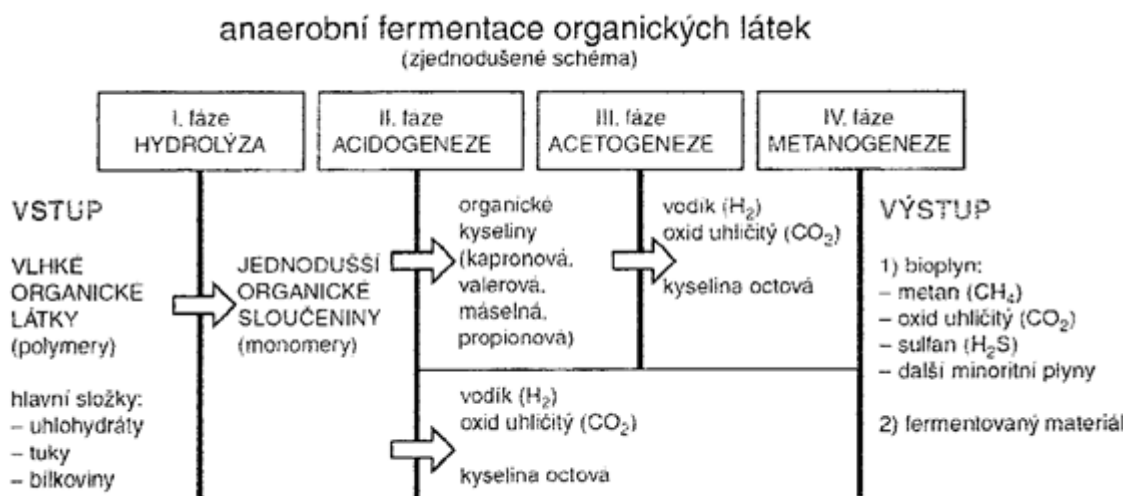 anaerobní fermentace organických látek
(zjednodušené schéma)
I. fáze
HYDROLÝZA
II. fáze
ACIDOGENEZE
III. fáze
ACETOGENEZE
IV. fáze
METANOGENEZE
VSTUP
VLHKÉ
ORGANICKÉ
LÁTKY
(polymery)
hlavní složky:
– uhlohydráty
– tuky
– bílkoviny
JEDNODUŠŠÍ
ORGANICKÉ
SLOUČENINY
(monomery)
organické
kyseliny
(kapronová,
valerová,
máselná,
propionová)
vodík (H₂)
oxid uhličitý (CO₂)
kyselina octová
vodík (H₂)
oxid uhličitý (CO₂)
kyselina octová
VÝSTUP
1) bioplyn:
– metan (CH₄)
– oxid uhličitý (CO₂)
– sulfan (H₂S)
– další minoritní plyny
2) fermentovaný materiál